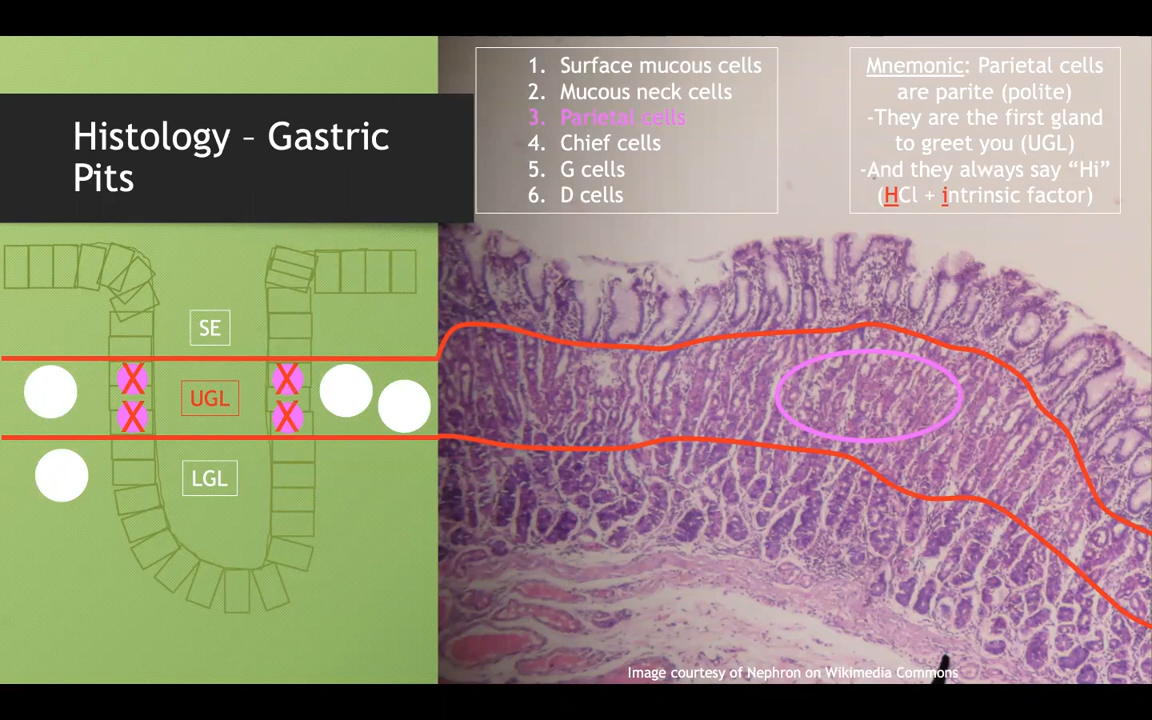 Histology – Gastric
Pits
1. Surface mucous cells
2. Mucous neck cells
3. Parietal cells
4. Chief cells
5. G cells
6. D cells
Mnemonic: Parietal cells
are parite (polite)
-They are the first gland
to greet you (UGL)
-And they always say “Hi”
(HCl + intrinsic factor)
SE
X X
UGL
X X
LGL
Image courtesy of Nephron on Wikimedia Commons